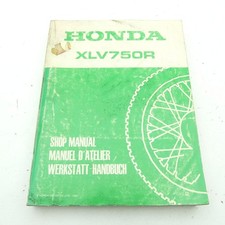 HONDA
XLV750R
SHOP MANUAL
MANUEL D'ATELIER
WERKSTATT-HANDBUCH